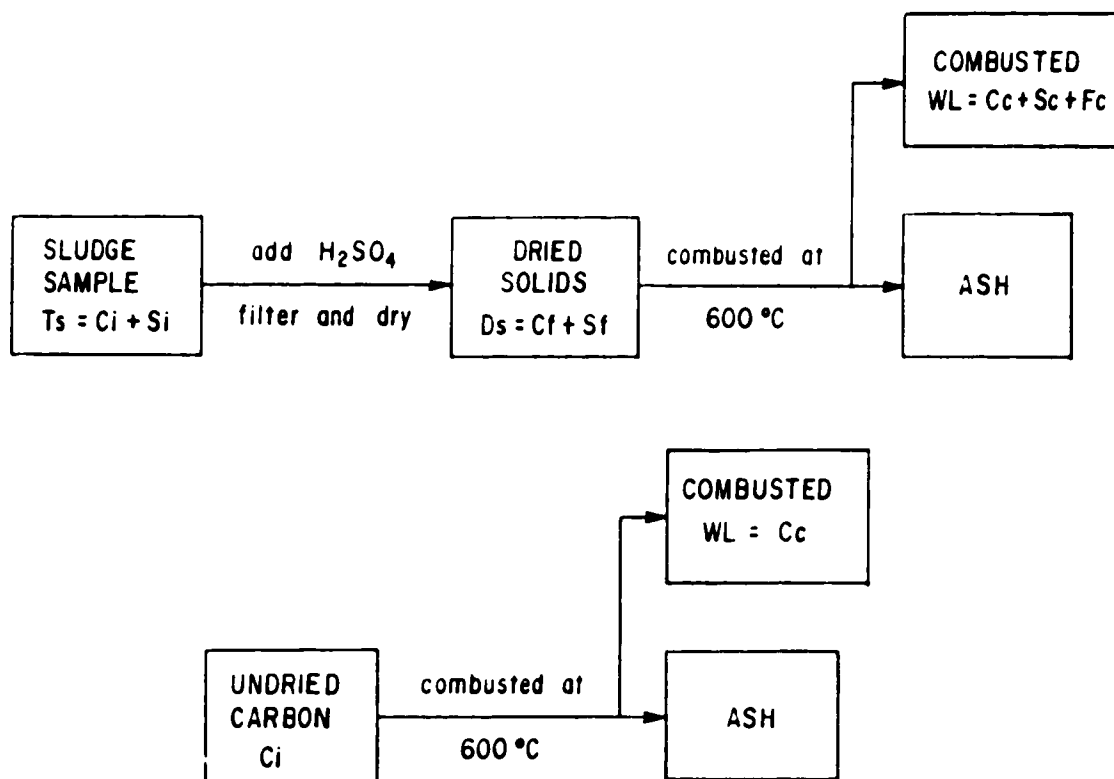 COMBUSTED
WL = Cc + Sc + Fc
SLUDGE
SAMPLE
Ts = Ci + Si
add H₂SO₄
filter and dry
DRIED
SOLIDS
Ds = Cf + Sf
combusted at
600 °C
ASH
COMBUSTED
WL = Cc
UNDRIED
CARBON
Ci
combusted at
600 °C
ASH